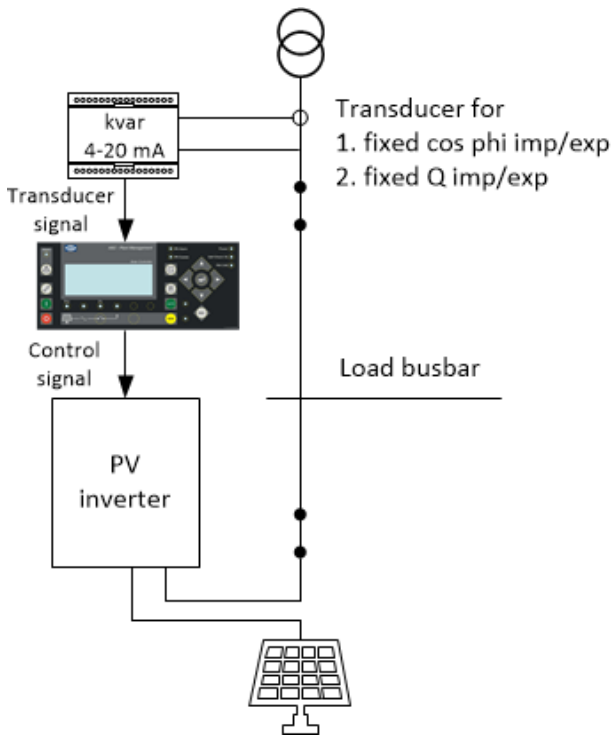 kvar
4-20 mA
Transducer for
1. fixed cos phi imp/exp
2. fixed Q imp/exp
Transducer
signal
Control
signal
Load busbar
PV
inverter